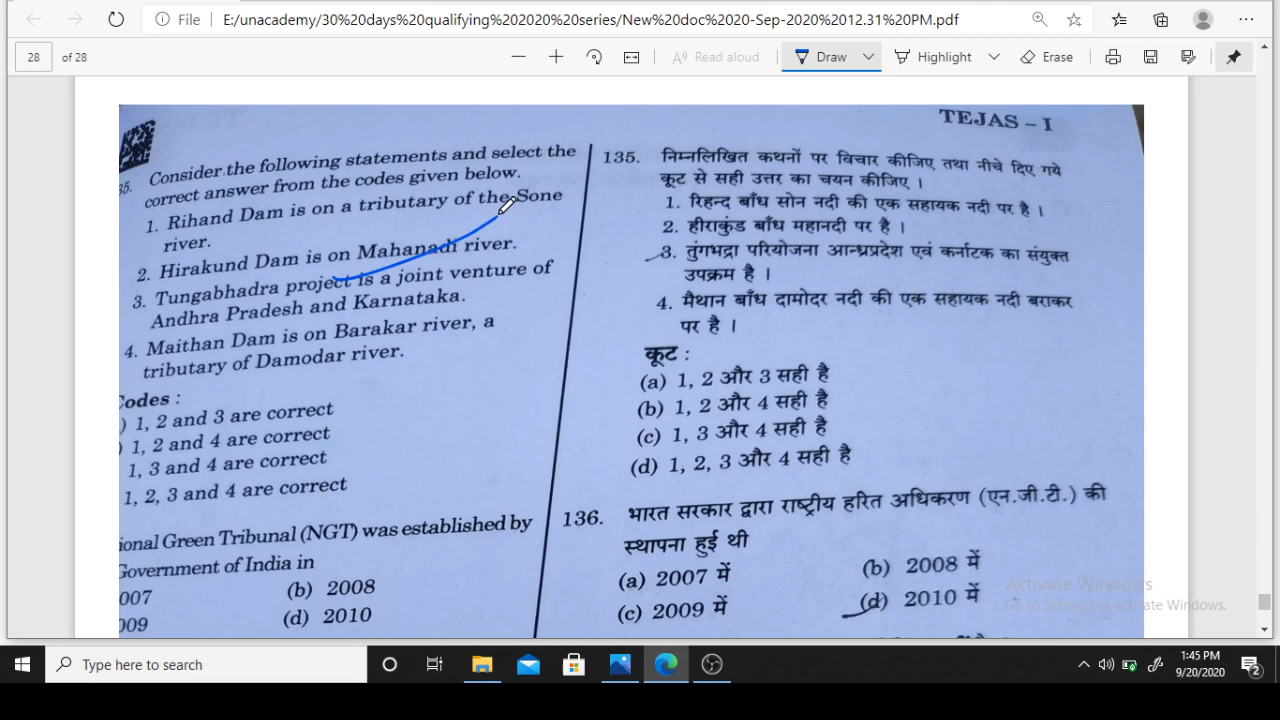 File
E:/unacademy/30%20days%20qualifying%202020%20series/New%20doc%2020-Sep-2020%2012.31%20PM.pdf
28 of 28
Read aloud
Draw
Highlight
Erase
TEJAS – I
35. Consider the following statements and select the
correct answer from the codes given below.
1. Rihand Dam is on a tributary of the Sone
river.
2. Hirakund Dam is on Mahanadi river.
3. Tungabhadra project is a joint venture of
Andhra Pradesh and Karnataka.
4. Maithan Dam is on Barakar river, a
tributary of Damodar river.
Codes :
) 1, 2 and 3 are correct
) 1, 2 and 4 are correct
1, 3 and 4 are correct
1, 2, 3 and 4 are correct
ional Green Tribunal (NGT) was established by
Government of India in
007 (b) 2008
009 (d) 2010
135. निम्नलिखित कथनों पर विचार कीजिए तथा नीचे दिए गये
कूट से सही उत्तर का चयन कीजिए ।
1. रिहन्द बाँध सोन नदी की एक सहायक नदी पर है ।
2. हीराकुंड बाँध महानदी पर है ।
3. तुंगभद्रा परियोजना आन्ध्रप्रदेश एवं कर्नाटक का संयुक्त
उपक्रम है ।
4. मैथान बाँध दामोदर नदी की एक सहायक नदी बराकर
पर है ।
कूट :
(a) 1, 2 और 3 सही है
(b) 1, 2 और 4 सही है
(c) 1, 3 और 4 सही है
(d) 1, 2, 3 और 4 सही है
136. भारत सरकार द्वारा राष्ट्रीय हरित अधिकरण (एन.जी.टी.) की
स्थापना हुई थी
(a) 2007 में (b) 2008 में
(c) 2009 में (d) 2010 में
Activate Windows
Go to Settings to activate Windows.
Type here to search
1:45 PM
9/20/2020
2